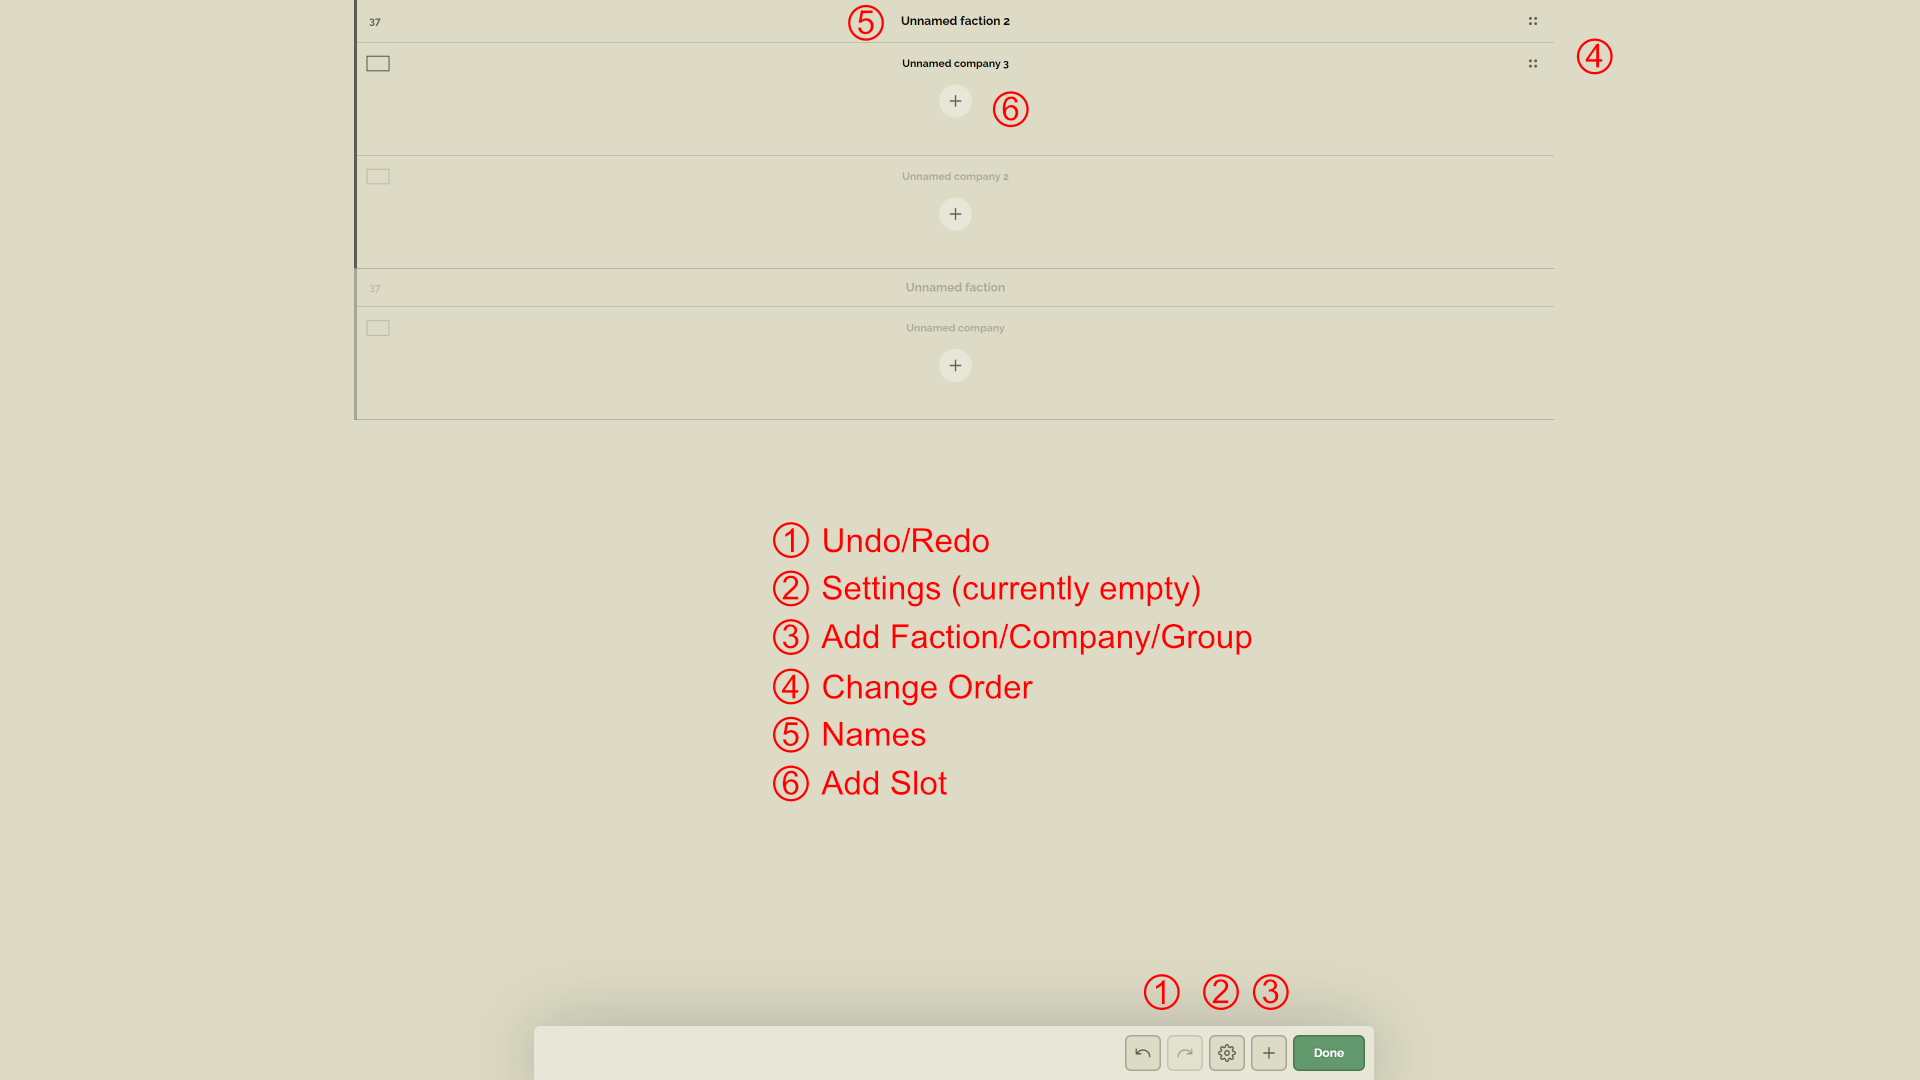 37 ⑤ Unnamed faction 2
④
Unnamed company 3
+ ⑥
Unnamed company 2
+
37 Unnamed faction
Unnamed company
+
① Undo/Redo
② Settings (currently empty)
③ Add Faction/Company/Group
④ Change Order
⑤ Names
⑥ Add Slot
① ② ③
+ Done